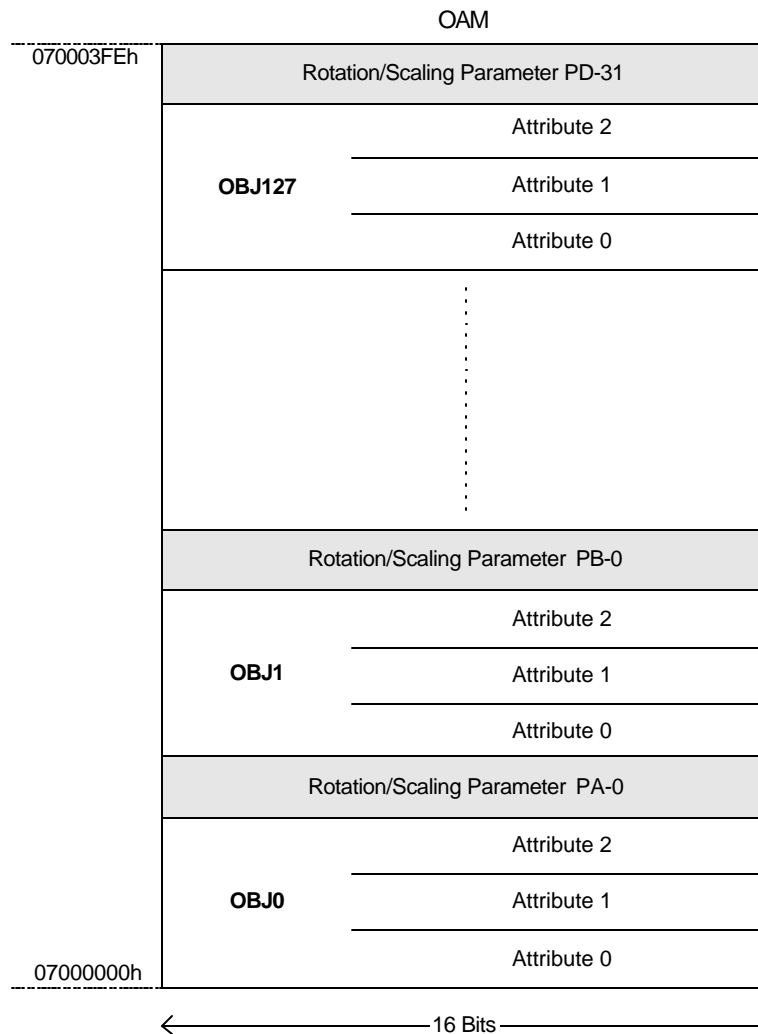 OAM
070003FEh
Rotation/Scaling Parameter PD-31
Attribute 2
OBJ127
Attribute 1
Attribute 0
Rotation/Scaling Parameter PB-0
Attribute 2
OBJ1
Attribute 1
Attribute 0
Rotation/Scaling Parameter PA-0
Attribute 2
OBJ0
Attribute 1
Attribute 0
07000000h
16 Bits